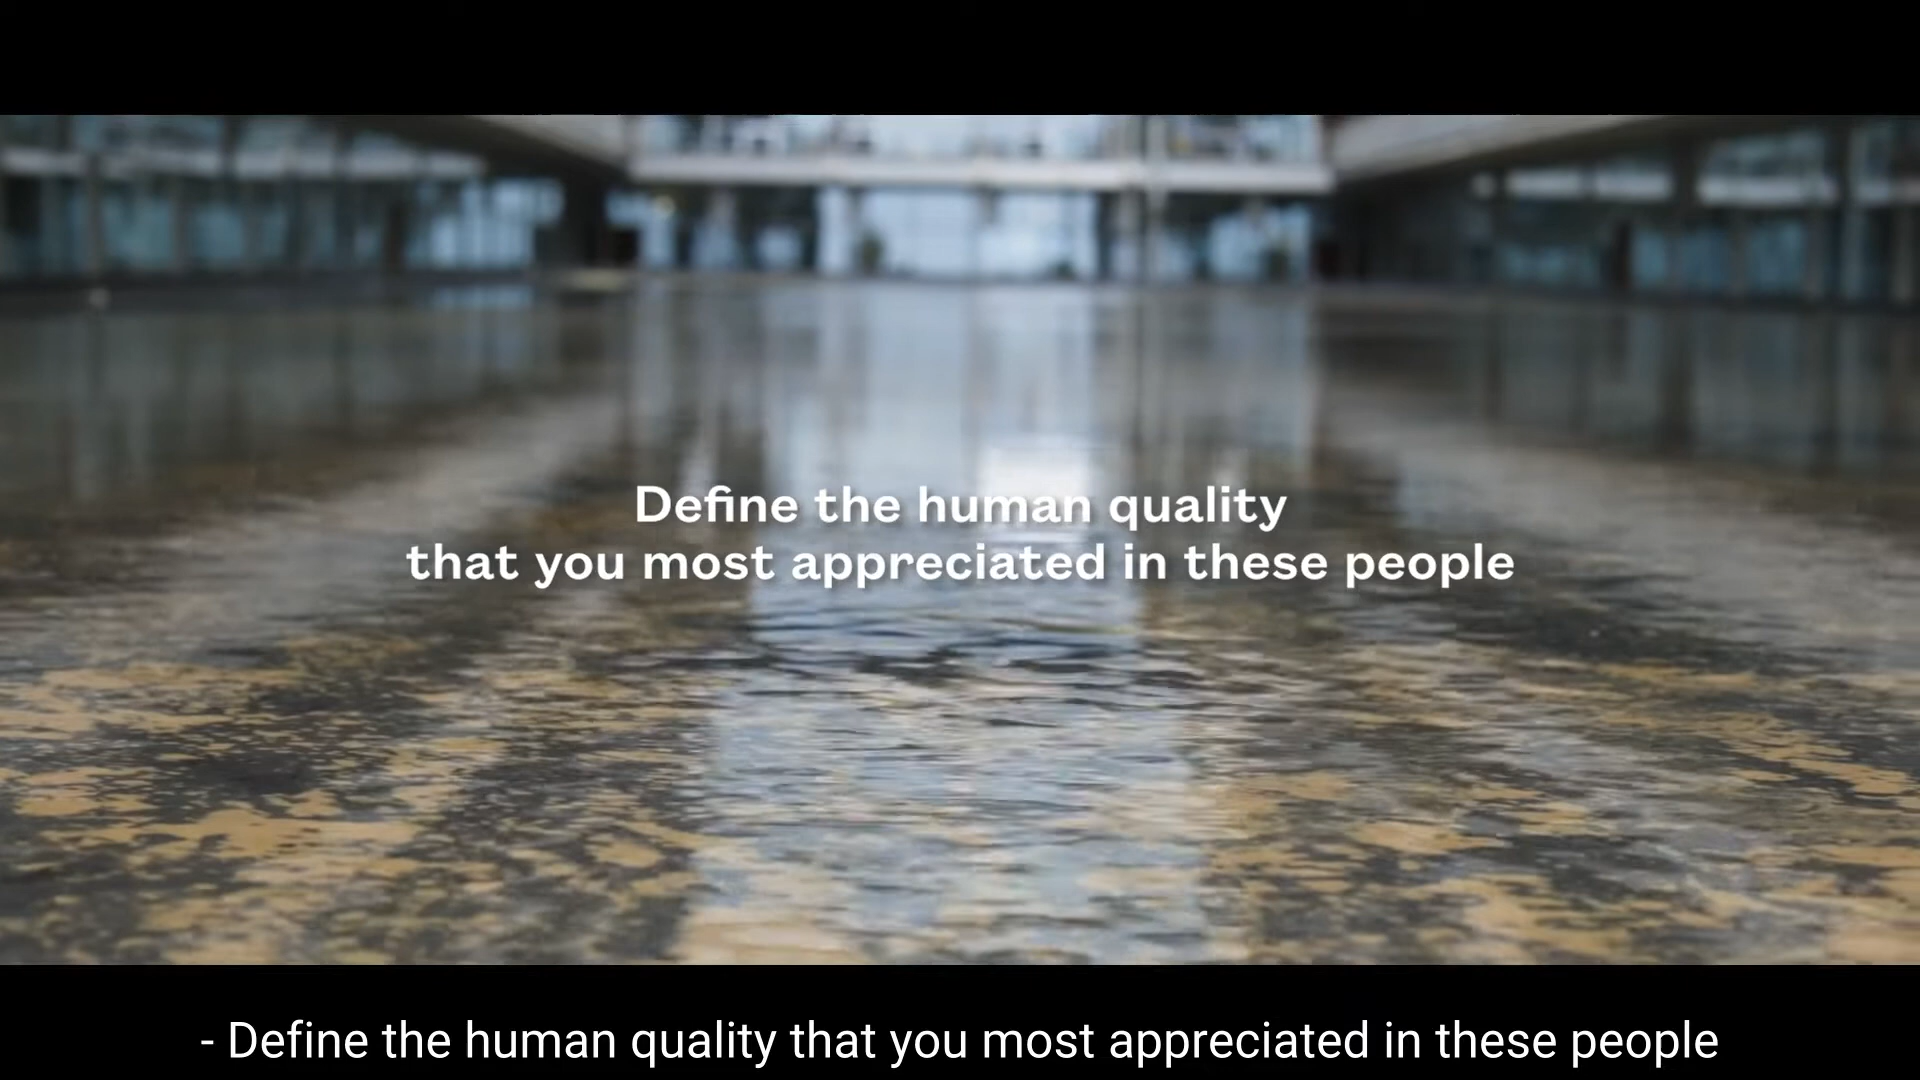 Define the human quality
that you most appreciated in these people
- Define the human quality that you most appreciated in these people